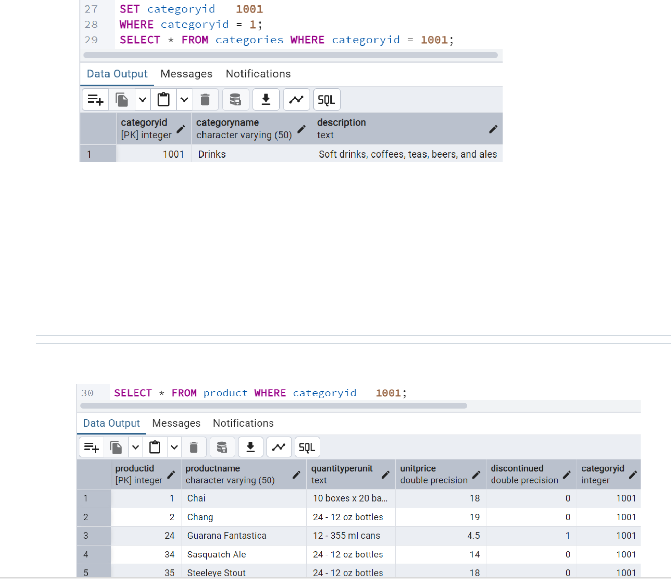 27 SET categoryid 1001
28 WHERE categoryid = 1;
29 SELECT * FROM categories WHERE categoryid = 1001;
Data Output Messages Notifications
SQL
categoryid categoryname description
[PK] integer character varying (50) text
1 1001 Drinks Soft drinks, coffees, teas, beers, and ales
30 SELECT * FROM product WHERE categoryid 1001;
Data Output Messages Notifications
SQL
productid productname quantityperunit unitprice discontinued categoryid
[PK] integer character varying (50) text double precision double precision integer
1 1 Chai 10 boxes x 20 ba... 18 0 1001
2 2 Chang 24 - 12 oz bottles 19 0 1001
3 24 Guarana Fantastica 12 - 355 ml cans 4.5 1 1001
4 34 Sasquatch Ale 24 12 oz bottles 14 0 1001
5 35 Steeleye Stout 24 - 12 oz bottles 18 0 1001